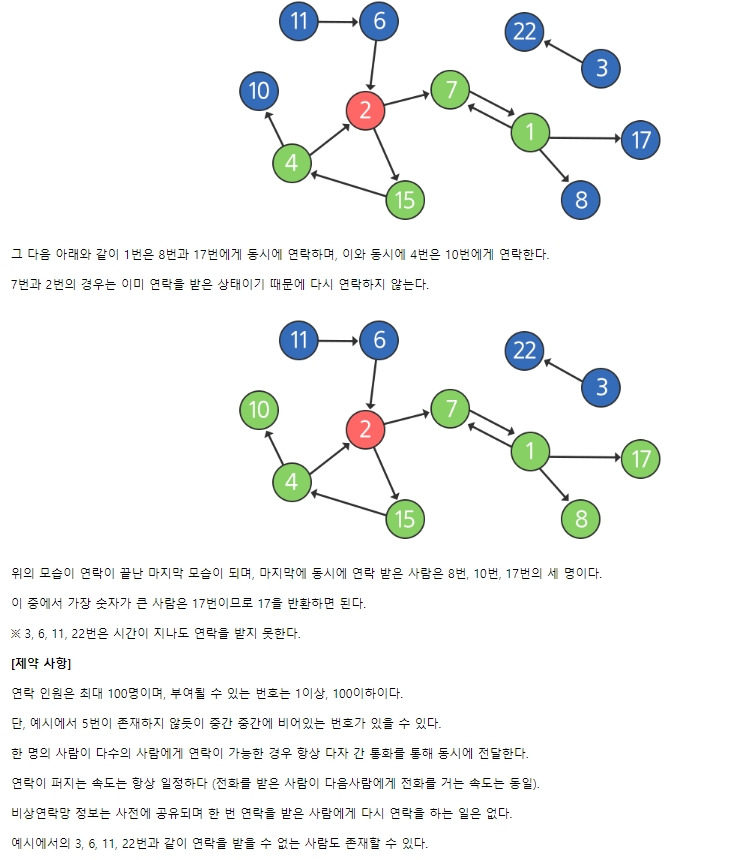 11 6 22
3
10 2 7
1 17
4
15 8
그 다음 아래와 같이 1번은 8번과 17번에게 동시에 연락하며, 이와 동시에 4번은 10번에게 연락한다.
7번과 2번의 경우는 이미 연락을 받은 상태이기 때문에 다시 연락하지 않는다.
11 6 22
3
10 2 7
1 17
4
15 8
위의 모습이 연락이 끝난 마지막 모습이 되며, 마지막에 동시에 연락 받은 사람은 8번, 10번, 17번의 세 명이다.
이 중에서 가장 숫자가 큰 사람은 17번이므로 17을 반환하면 된다.
※ 3, 6, 11, 22번은 시간이 지나도 연락을 받지 못한다.
[제약 사항]
연락 인원은 최대 100명이며, 부여될 수 있는 번호는 1이상, 100이하이다.
단, 예시에서 5번이 존재하지 않듯이 중간 중간에 비어있는 번호가 있을 수 있다.
한 명의 사람이 다수의 사람에게 연락이 가능한 경우 항상 다자 간 통화를 통해 동시에 전달한다.
연락이 퍼지는 속도는 항상 일정하다 (전화를 받은 사람이 다음사람에게 전화를 거는 속도는 동일).
비상연락망 정보는 사전에 공유되며 한 번 연락을 받은 사람에게 다시 연락을 하는 일은 없다.
예시에서의 3, 6, 11, 22번과 같이 연락을 받을 수 없는 사람도 존재할 수 있다.